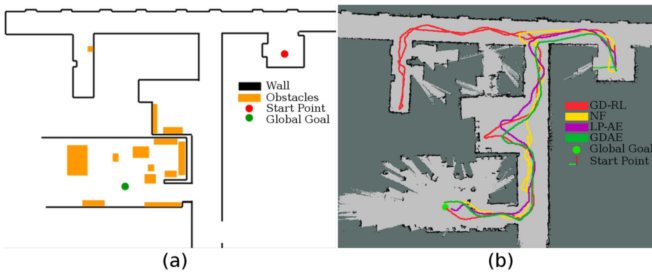 Wall
Obstacles
Start Point
Global Goal
GD-RL
NF
LP-AE
GDAE
Global Goal
Start Point
(a)
(b)